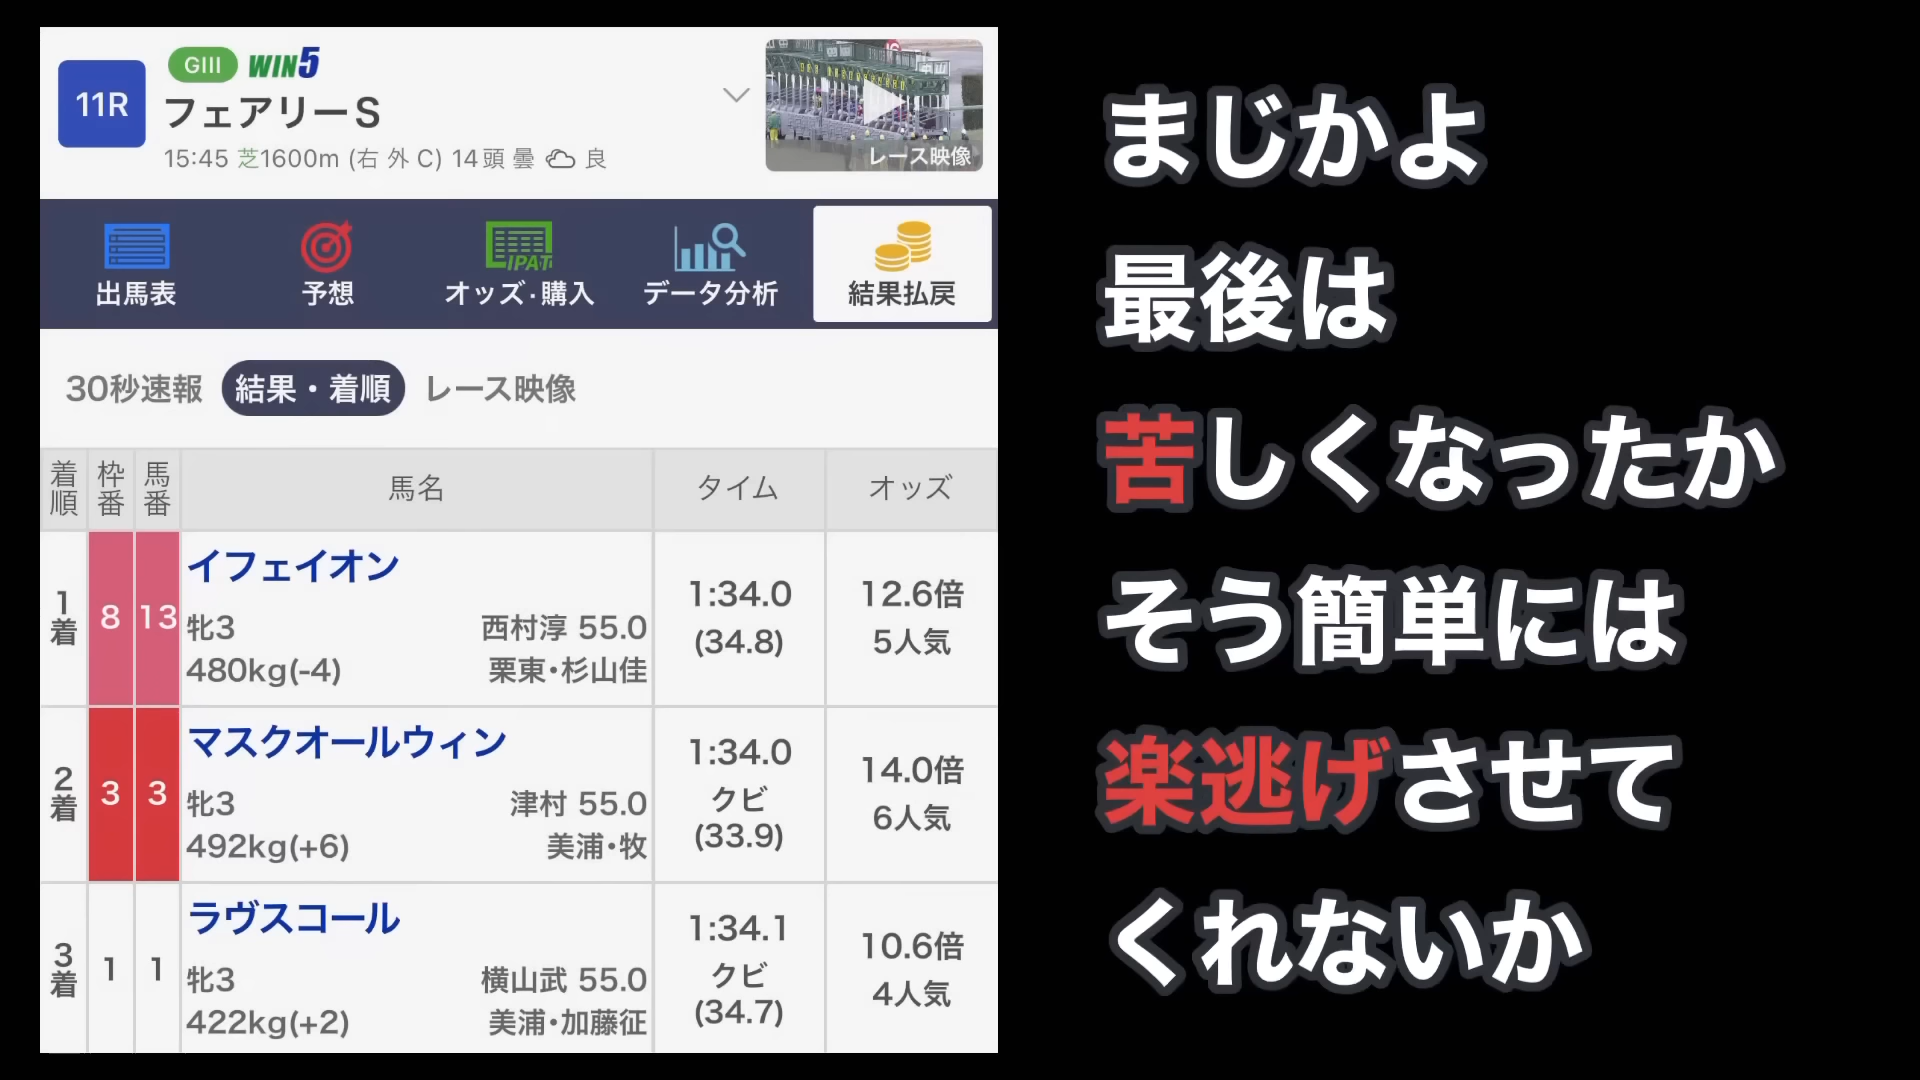 11R
GIII WIN5
フェアリーS
15:45 芝1600m (右 外 C) 14頭 曇 良
レース映像
出馬表 予想 オッズ・購入 データ分析 結果払戻
IPAT
30秒速報 結果・着順 レース映像
着順 枠番 馬番 馬名 タイム オッズ
1着 8 13 イフェイオン
牝3 西村淳 55.0
480kg(-4) 栗東・杉山佳
1:34.0
(34.8)
12.6倍
5人気
2着 3 3 マスクオールウィン
牝3 津村 55.0
492kg(+6) 美浦・牧
1:34.0
クビ
(33.9)
14.0倍
6人気
3着 1 1 ラヴスコール
牝3 横山武 55.0
422kg(+2) 美浦・加藤征
1:34.1
クビ
(34.7)
10.6倍
4人気
まじかよ
最後は
苦しくなったか
そう簡単には
楽逃げさせて
くれないか